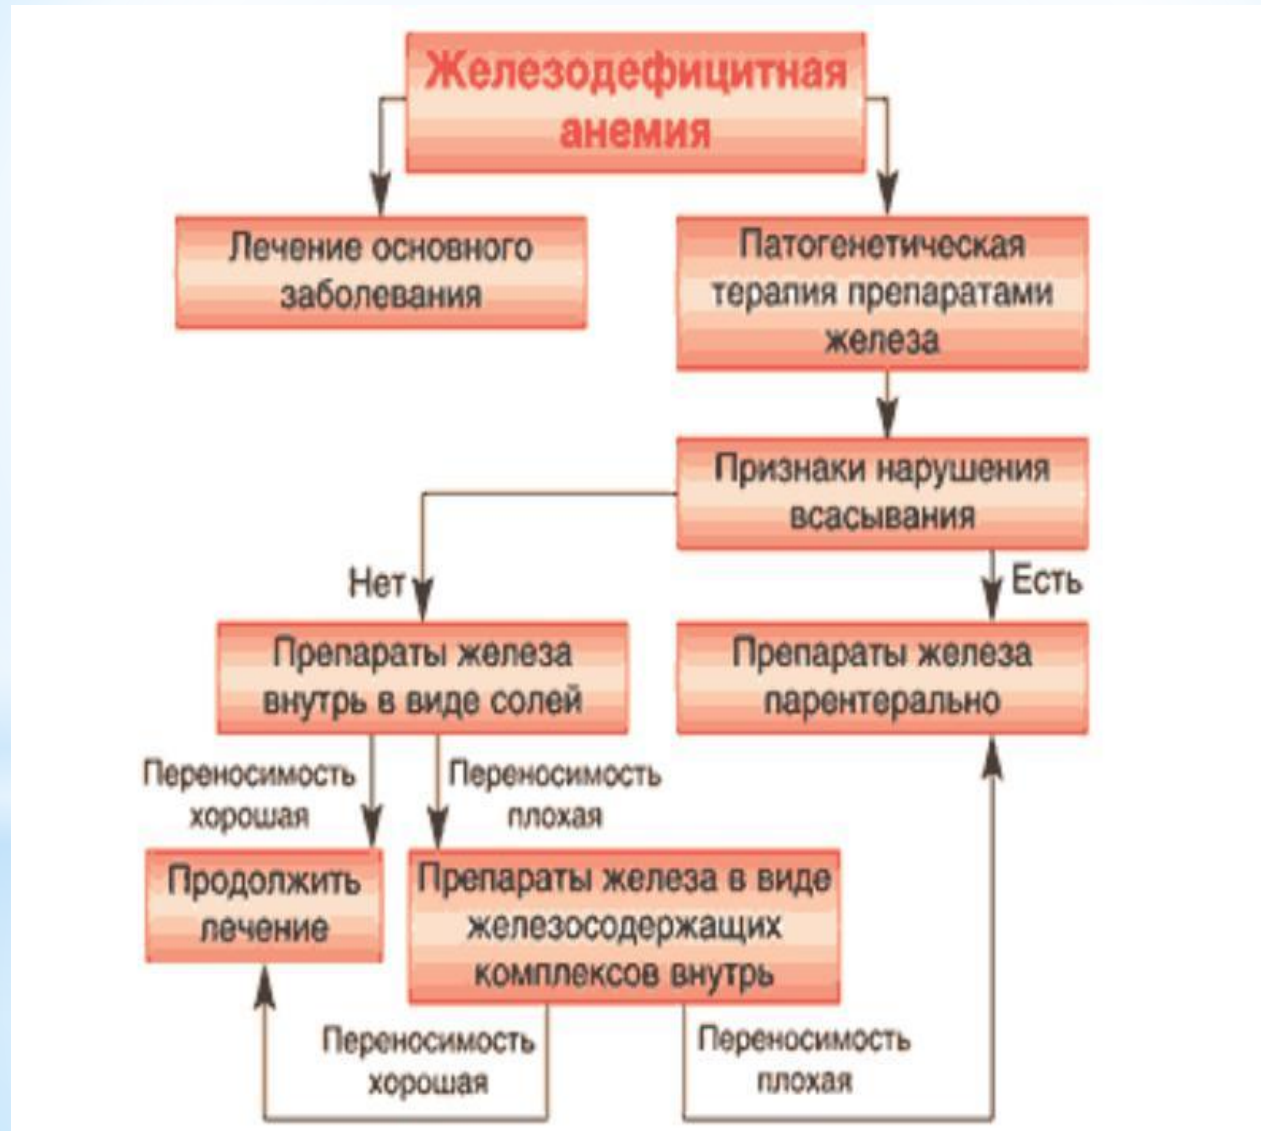 Железодефицитная
анемия
Лечение основного
заболевания
Патогенетическая
терапия препаратами
железа
Признаки нарушения
всасывания
Нет
Есть
Препараты железа
внутрь в виде солей
Препараты железа
парентерально
Переносимость
хорошая
Переносимость
плохая
Продолжить
лечение
Препараты железа в виде
железосодержащих
комплексов внутрь
Переносимость
хорошая
Переносимость
плохая